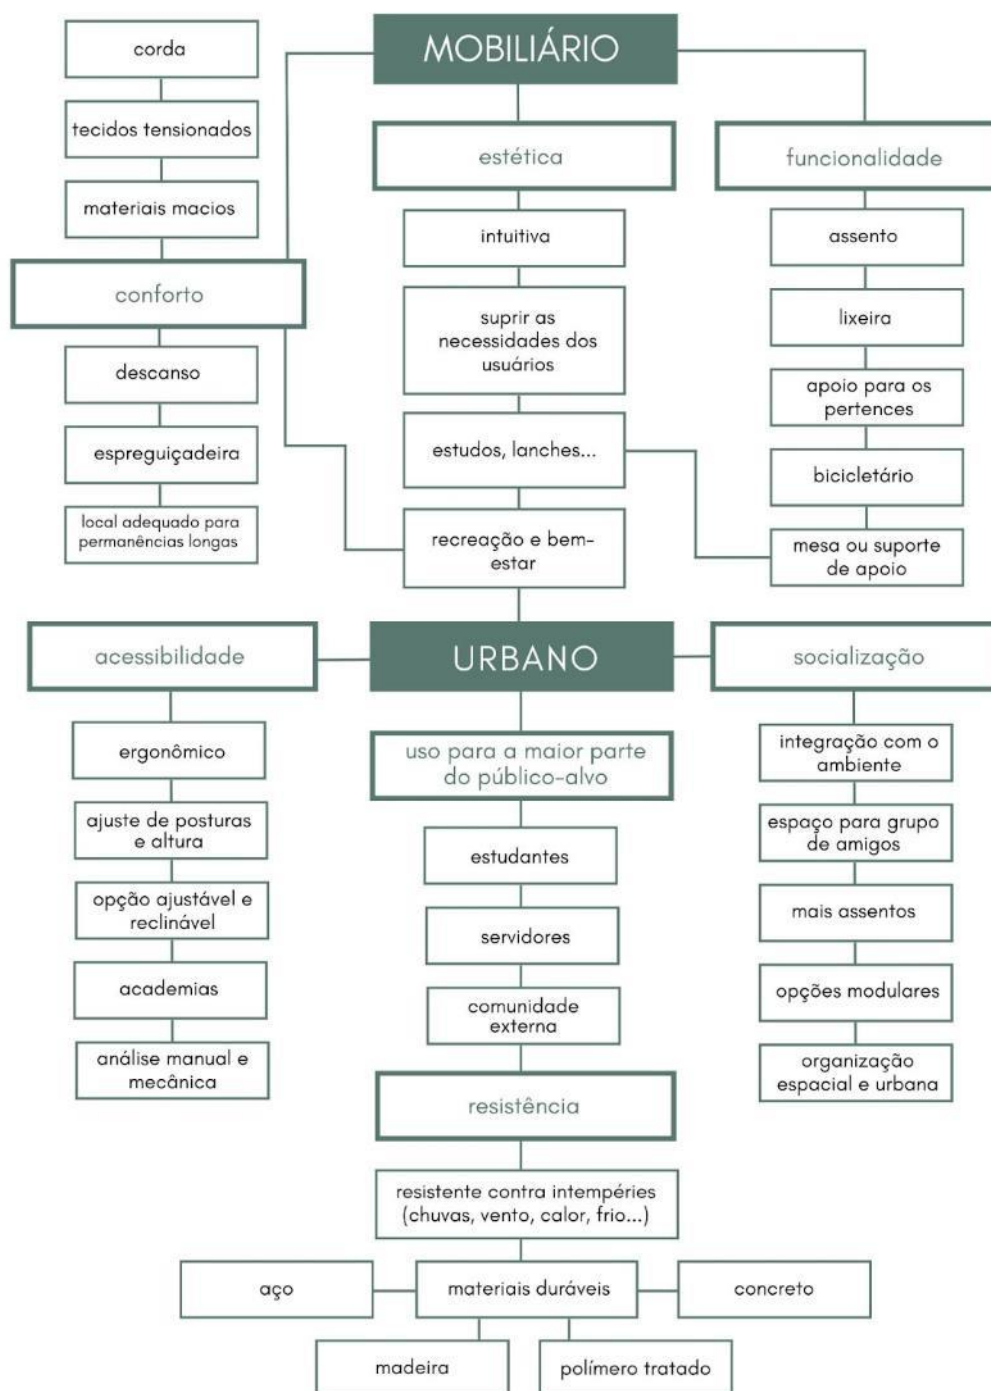 MOBILIÁRIO
corda
tecidos tensionados
materiais macios
conforto
descanso
espreguiçadeira
local adequado para
permanências longas
estética
intuitiva
suprir as
necessidades dos
usuários
estudos, lanches...
recreação e bem-
estar
funcionalidade
assento
lixeira
apoio para os
pertences
bicicletário
mesa ou suporte
de apoio
URBANO
acessibilidade
ergonômico
ajuste de posturas
e altura
opção ajustável e
reclinável
academias
análise manual e
mecânica
uso para a maior parte
do público-alvo
estudantes
servidores
comunidade
externa
socialização
integração com o
ambiente
espaço para grupo
de amigos
mais assentos
opções modulares
organização
espacial e urbana
resistência
resistente contra intempéries
(chuvas, vento, calor, frio...)
aço
materiais duráveis
concreto
madeira
polímero tratado